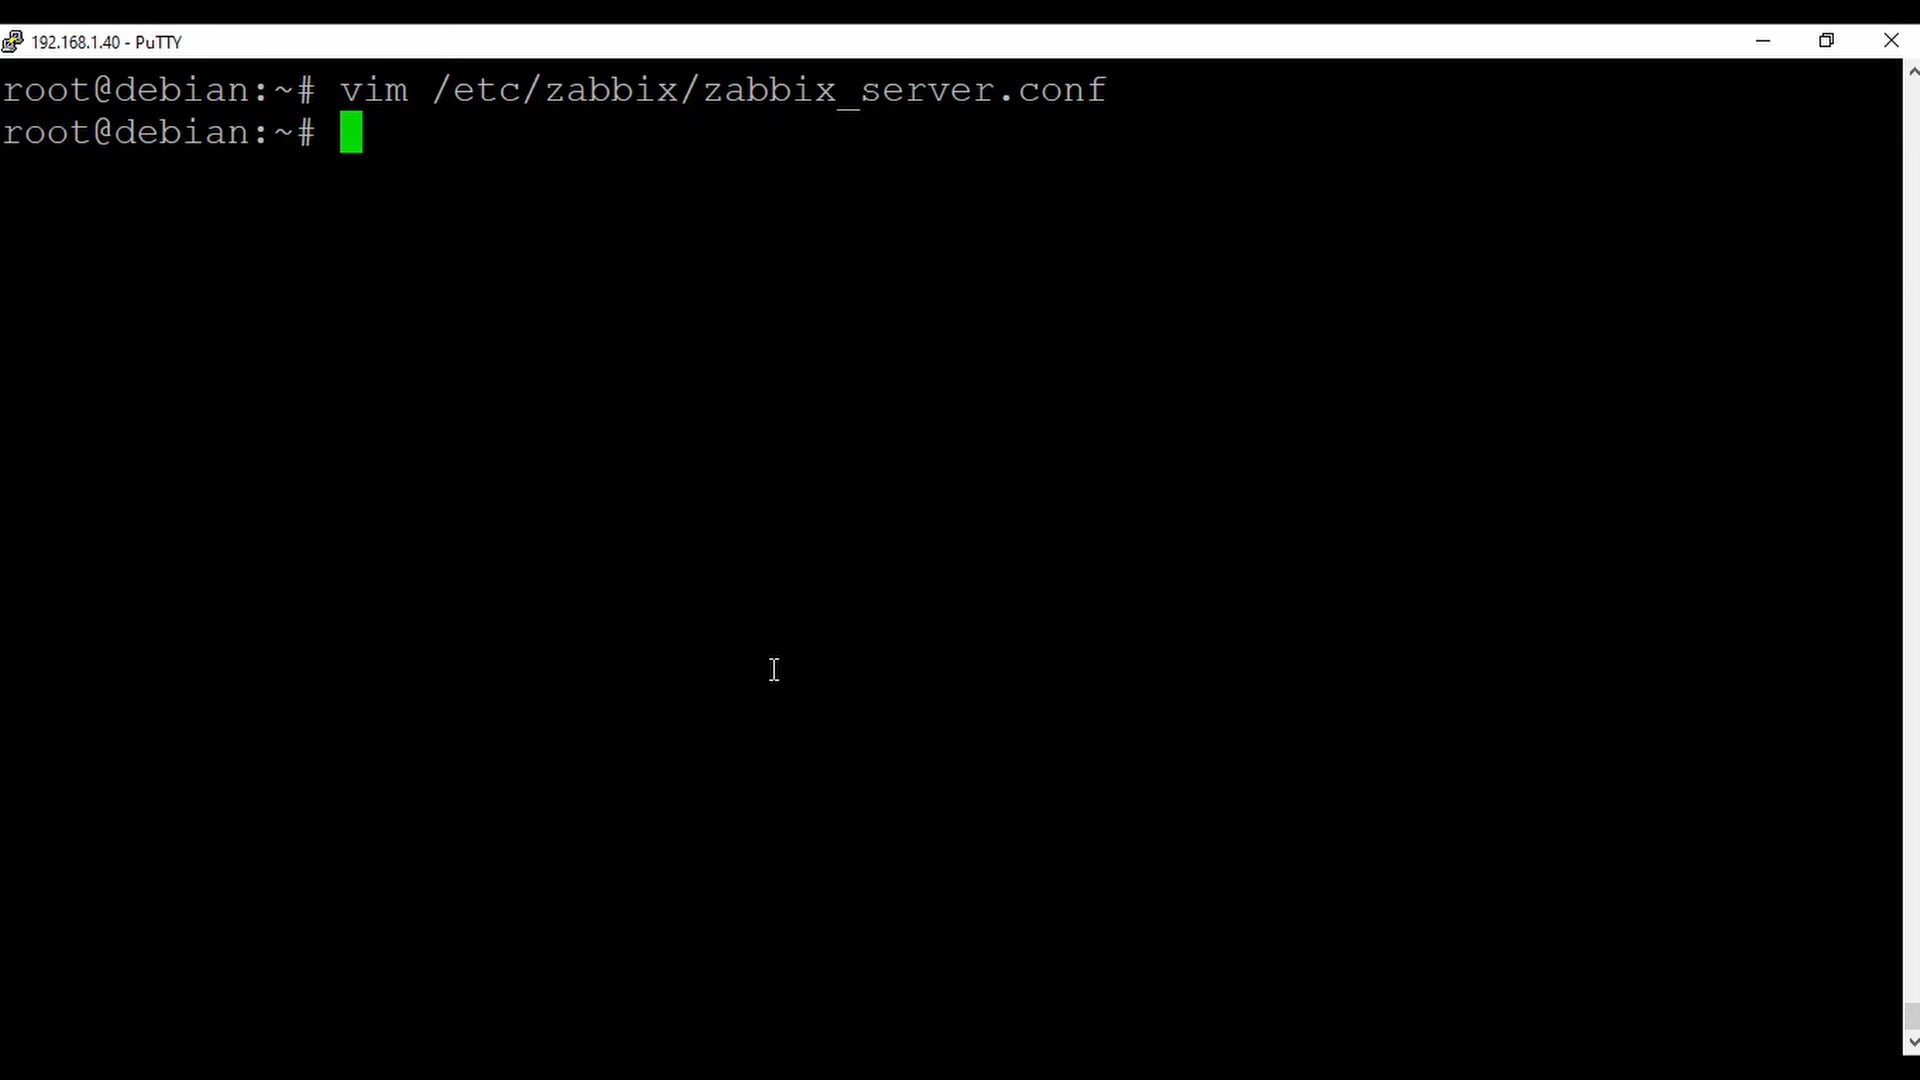 192.168.1.40 - PuTTY
root@debian:~# vim /etc/zabbix/zabbix_server.conf
root@debian:~#